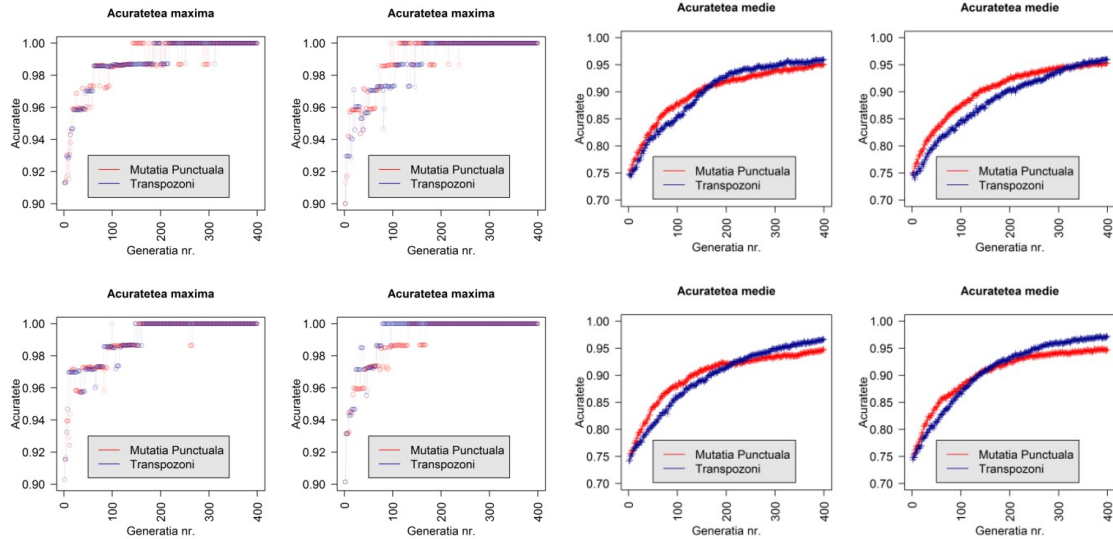 Acuratetea maxima
Acuratete
1.00
0.98
0.96
0.94
0.92
0.90
Mutatia Punctuala
Transpozoni
0
100
200
300
400
Generatia nr.
Acuratetea maxima
Acuratete
1.00
0.98
0.96
0.94
0.92
0.90
Mutatia Punctuala
Transpozoni
0
100
200
300
400
Generatia nr.
Acuratetea medie
Acuratete
1.00
0.95
0.90
0.85
0.80
0.75
0.70
Mutatia Punctuala
Transpozoni
0
100
200
300
400
Generatia nr.
Acuratetea medie
Acuratete
1.00
0.95
0.90
0.85
0.80
0.75
0.70
Mutatia Punctuala
Transpozoni
0
100
200
300
400
Generatia nr.
Acuratetea maxima
Acuratete
1.00
0.98
0.96
0.94
0.92
0.90
Mutatia Punctuala
Transpozoni
0
100
200
300
400
Generatia nr.
Acuratetea maxima
Acuratete
1.00
0.98
0.96
0.94
0.92
0.90
Mutatia Punctuala
Transpozoni
0
100
200
300
400
Generatia nr.
Acuratetea medie
Acuratete
1.00
0.95
0.90
0.85
0.80
0.75
0.70
Mutatia Punctuala
Transpozoni
0
100
200
300
400
Generatia nr.
Acuratetea medie
Acuratete
1.00
0.95
0.90
0.85
0.80
0.75
0.70
Mutatia Punctuala
Transpozoni
0
100
200
300
400
Generatia nr.